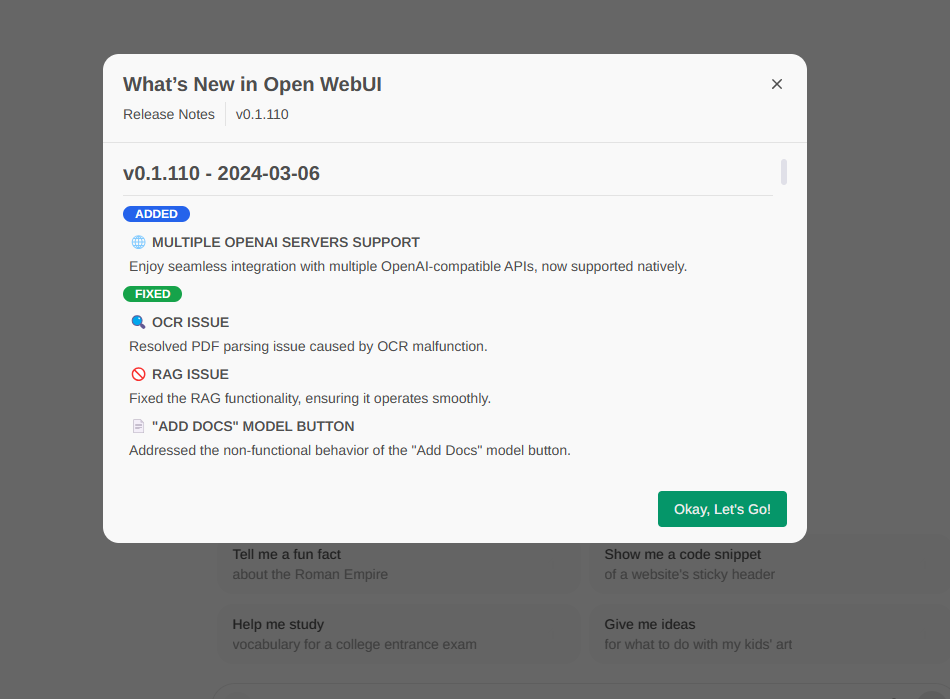 What’s New in Open WebUI
Release Notes
v0.1.110
v0.1.110 - 2024-03-06
ADDED
🌐 MULTIPLE OPENAI SERVERS SUPPORT
Enjoy seamless integration with multiple OpenAI-compatible APIs, now supported natively.
FIXED
🔍 OCR ISSUE
Resolved PDF parsing issue caused by OCR malfunction.
🚫 RAG ISSUE
Fixed the RAG functionality, ensuring it operates smoothly.
📄 "ADD DOCS" MODEL BUTTON
Addressed the non-functional behavior of the "Add Docs" model button.
Okay, Let's Go!
Tell me a fun fact
about the Roman Empire
Show me a code snippet
of a website's sticky header
Help me study
vocabulary for a college entrance exam
Give me ideas
for what to do with my kids' art